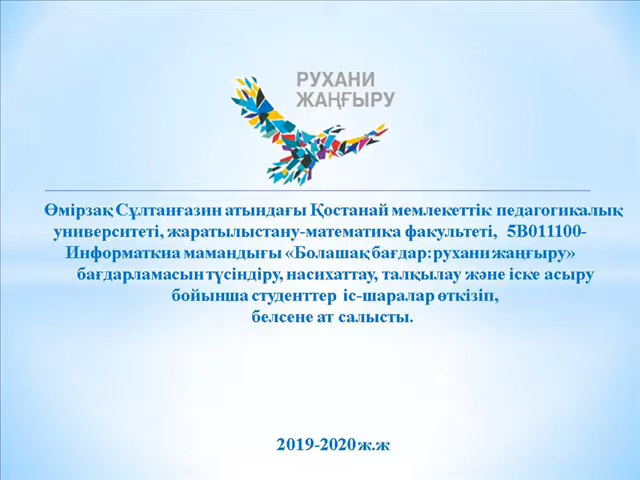 РУХАНИ
ЖАҢҒЫРУ
Өмірзақ Сұлтанғазин атындағы Қостанай мемлекеттік педагогикалық
университеті, жаратылыстану-математика факультеті, 5В011100-
Информаткиа мамандығы «Болашақ бағдар:рухани жаңғыру»
бағдарламасын түсіндіру, насихаттау, талқылау және іске асыру
бойынша студенттер іс-шаралар өткізіп,
белсене ат салысты.
2019-2020 ж.ж